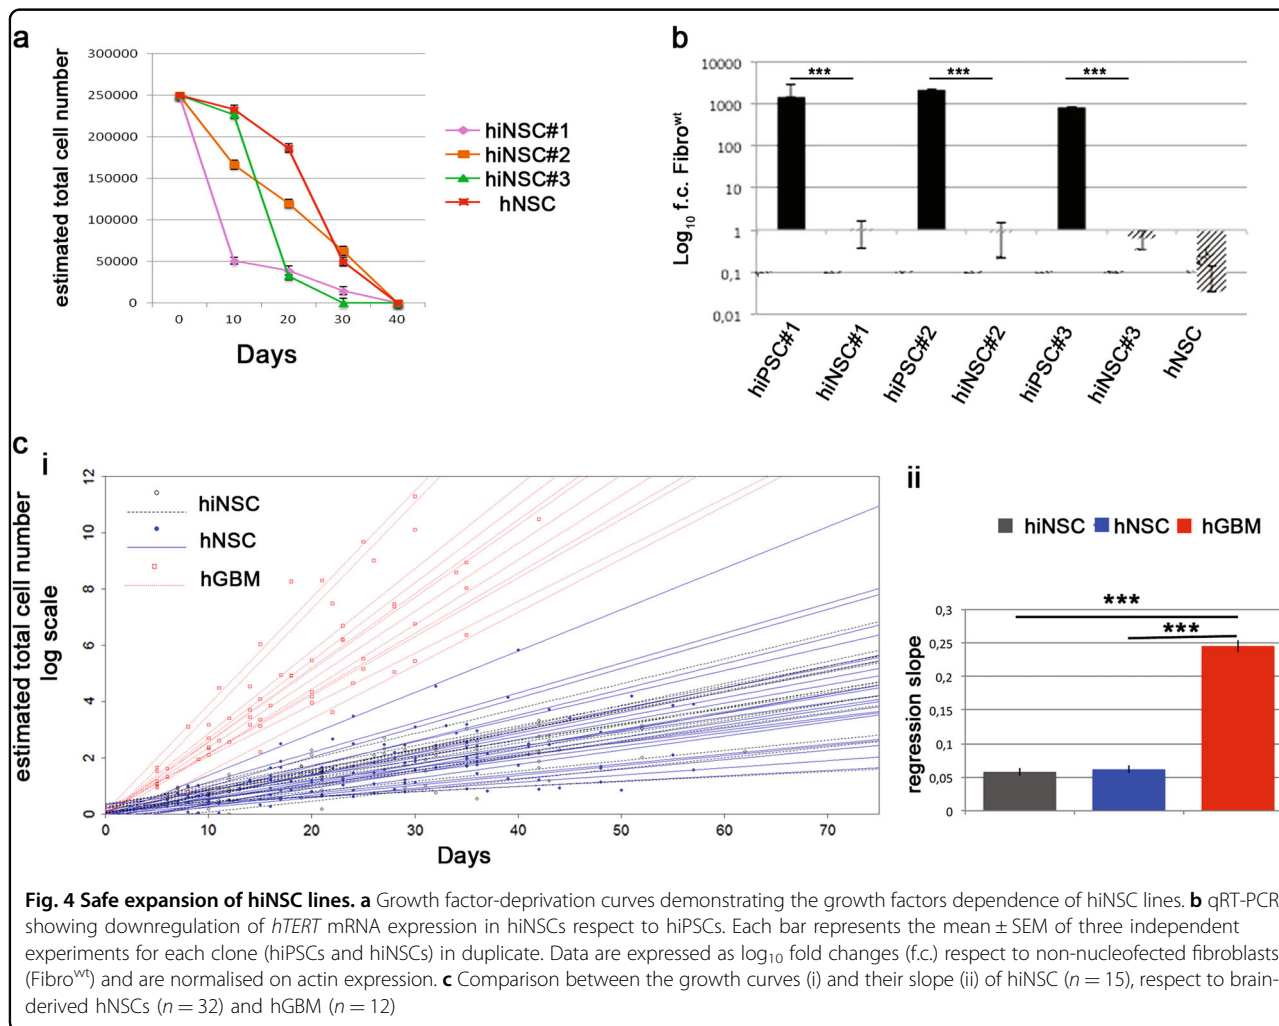 a
estimated total cell number
300000
250000
200000
150000
100000
50000
0
0 10 20 30 40
Days
hiNSC#1
hiNSC#2
hiNSC#3
hNSC
b
Log₁₀ f.c. Fibro^wt
10000
1000
100
10
1
0,1
0,01
*** *** ***
hiPSC#1 hiNSC#1 hiPSC#2 hiNSC#2 hiPSC#3 hiNSC#3 hNSC
c
i
estimated total cell number
log scale
12
10
8
6
4
2
0
0 10 20 30 40 50 60 70
Days
hiNSC
hNSC
hGBM
ii
hiNSC hNSC hGBM
***
***
regression slope
0,3
0,25
0,2
0,15
0,1
0,05
0
Fig. 4 Safe expansion of hiNSC lines. a Growth factor-deprivation curves demonstrating the growth factors dependence of hiNSC lines. b qRT-PCR
showing downregulation of hTERT mRNA expression in hiNSCs respect to hiPSCs. Each bar represents the mean ± SEM of three independent
experiments for each clone (hiPSCs and hiNSCs) in duplicate. Data are expressed as log₁₀ fold changes (f.c.) respect to non-nucleofected fibroblasts
(Fibro^wt) and are normalised on actin expression. c Comparison between the growth curves (i) and their slope (ii) of hiNSC (n = 15), respect to brain-
derived hNSCs (n = 32) and hGBM (n = 12)